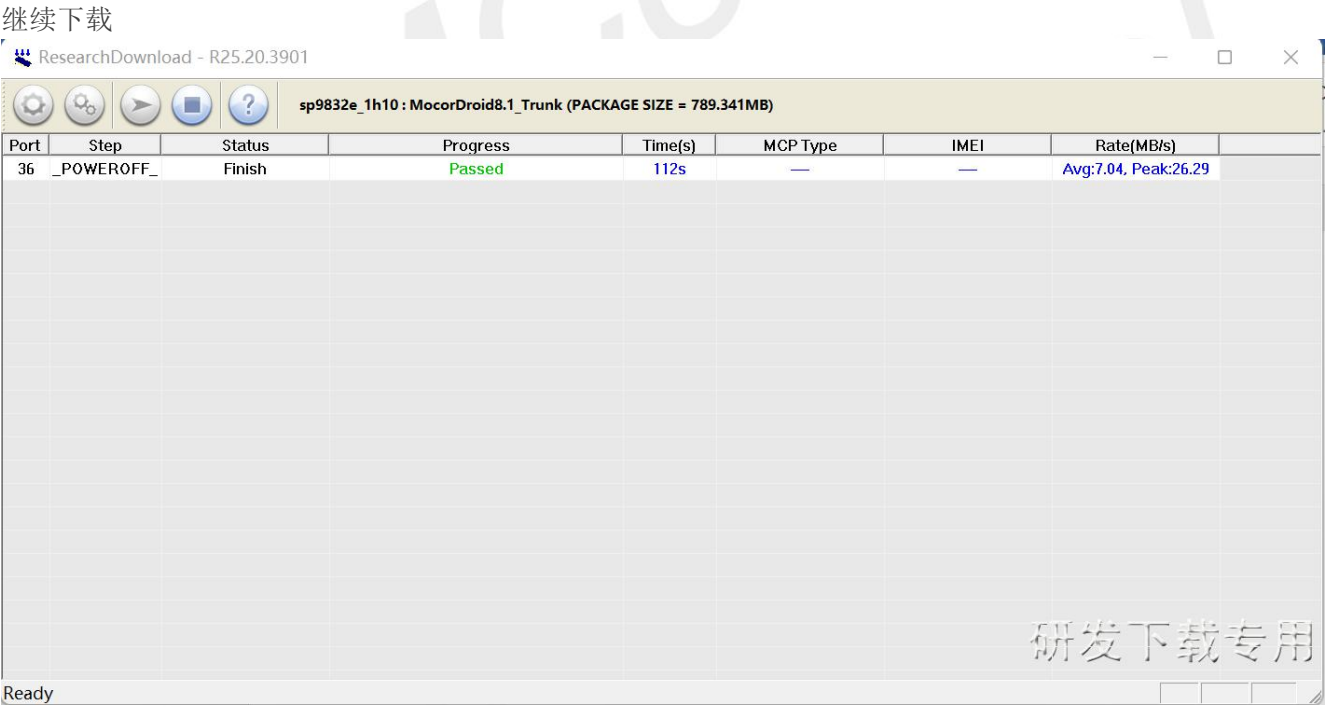 继续下载
ResearchDownload - R25.20.3901
sp9832e_1h10 : MocorDroid8.1_Trunk (PACKAGE SIZE = 789.341MB)
Port Step Status Progress Time(s) MCP Type IMEI Rate(MB/s)
36 _POWEROFF_ Finish Passed 112s — — Avg:7.04, Peak:26.29
研发下载专用
Ready